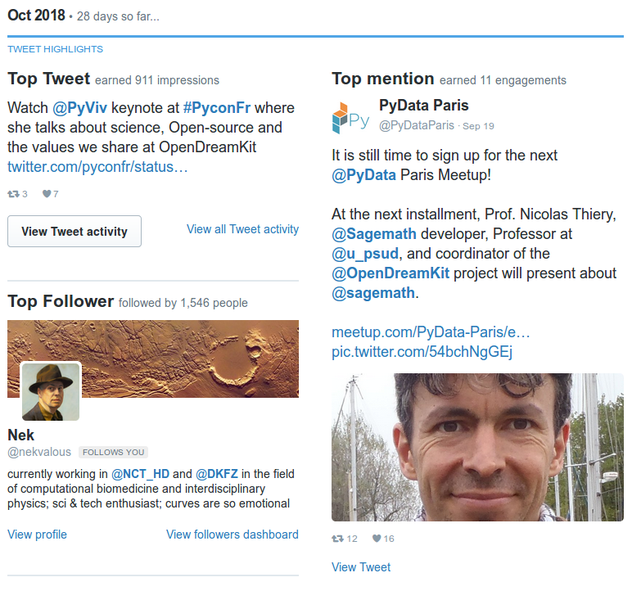 Oct 2018 • 28 days so far...
TWEET HIGHLIGHTS
Top Tweet earned 911 impressions
Watch @PyViv keynote at #PyconFr where
she talks about science, Open-source and
the values we share at OpenDreamKit
twitter.com/pyconfr/status…
3 7
View Tweet activity
View all Tweet activity
Top Follower followed by 1,546 people
Nek
@nekvalous FOLLOWS YOU
currently working in @NCT_HD and @DKFZ in the field
of computational biomedicine and interdisciplinary
physics; sci & tech enthusiast; curves are so emotional
View profile
View followers dashboard
Top mention earned 11 engagements
Py
PyData Paris
@PyDataParis · Sep 19
It is still time to sign up for the next
@PyData Paris Meetup!
At the next installment, Prof. Nicolas Thiery,
@Sagemath developer, Professor at
@u_psud, and coordinator of the
@OpenDreamKit project will present about
@sagemath.
meetup.com/PyData-Paris/e…
pic.twitter.com/54bchNgGEj
12 16
View Tweet